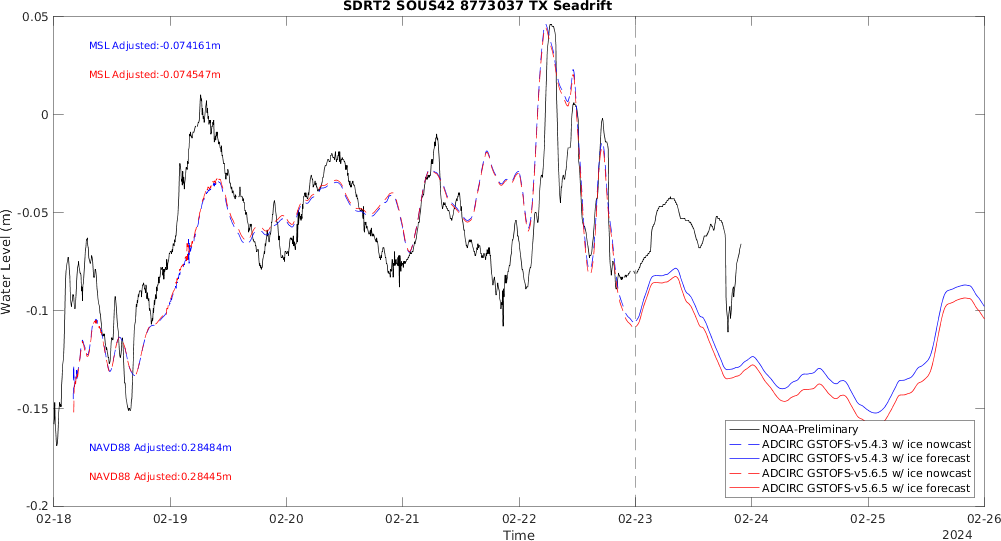 SDRT2 SOUS42 8773037 TX Seadrift
0.05
MSL Adjusted:-0.074161m
MSL Adjusted:-0.074547m
0
-0.05
Water Level (m)
-0.1
-0.15
NAVD88 Adjusted:0.28484m
NAVD88 Adjusted:0.28445m
NOAA-Preliminary
ADCIRC GSTOFS-v5.4.3 w/ ice nowcast
ADCIRC GSTOFS-v5.4.3 w/ ice forecast
ADCIRC GSTOFS-v5.6.5 w/ ice nowcast
ADCIRC GSTOFS-v5.6.5 w/ ice forecast
-0.2
02-18 02-19 02-20 02-21 02-22 02-23 02-24 02-25 02-26
Time
2024